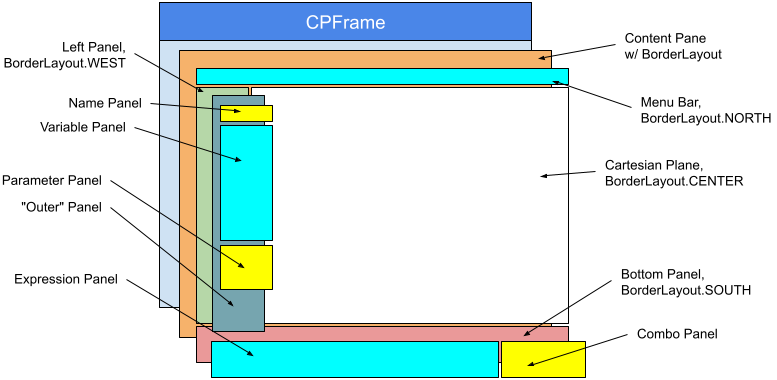 CPFrame
Left Panel,
BorderLayout.WEST
Content Pane
w/ BorderLayout
Name Panel
Menu Bar,
BorderLayout.NORTH
Variable Panel
Cartesian Plane,
BorderLayout.CENTER
Parameter Panel
"Outer" Panel
Expression Panel
Bottom Panel,
BorderLayout.SOUTH
Combo Panel